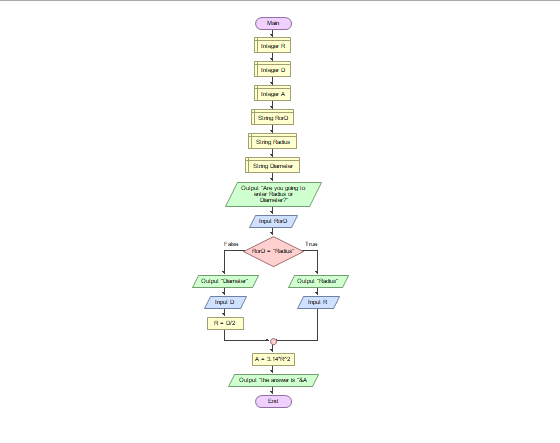 Main
Integer R
Integer D
Integer A
String RorD
String Radius
String Diameter
Output "Are you going to
enter Radius or
Diameter?"
Input RorD
False
RorD = "Radius"
True
Output "Diameter"
Output "Radius"
Input D
Input R
R = D/2
A = 3.14*R^2
Output "the answer is "&A
End